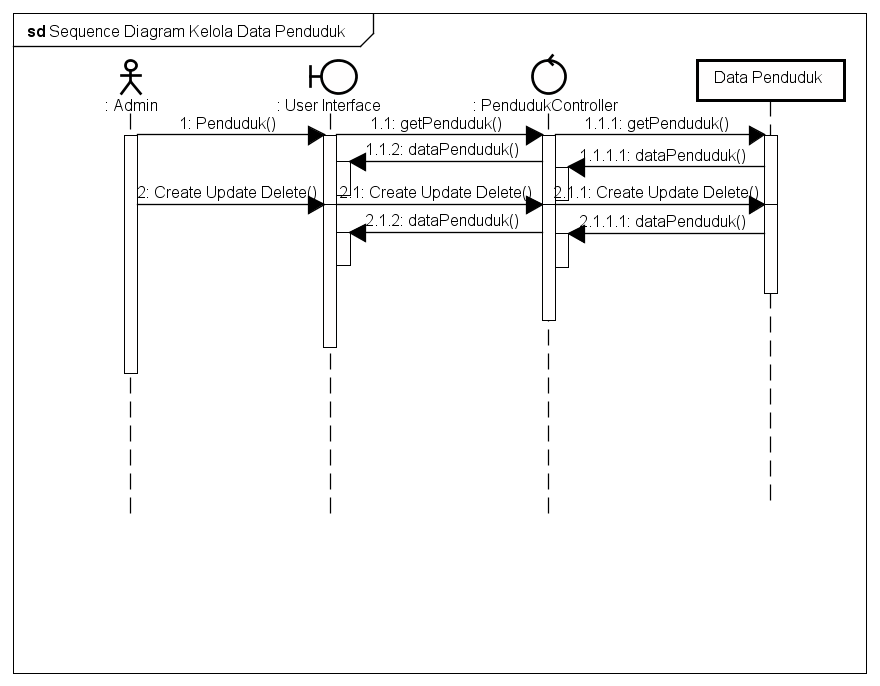 sd Sequence Diagram Kelola Data Penduduk
: Admin
: User Interface
: PendudukController
Data Penduduk
1: Penduduk()
1.1: getPenduduk()
1.1.1: getPenduduk()
1.1.2: dataPenduduk()
1.1.1.1: dataPenduduk()
2: Create Update Delete()
2.1: Create Update Delete()
2.1.1: Create Update Delete()
2.1.2: dataPenduduk()
2.1.1.1: dataPenduduk()